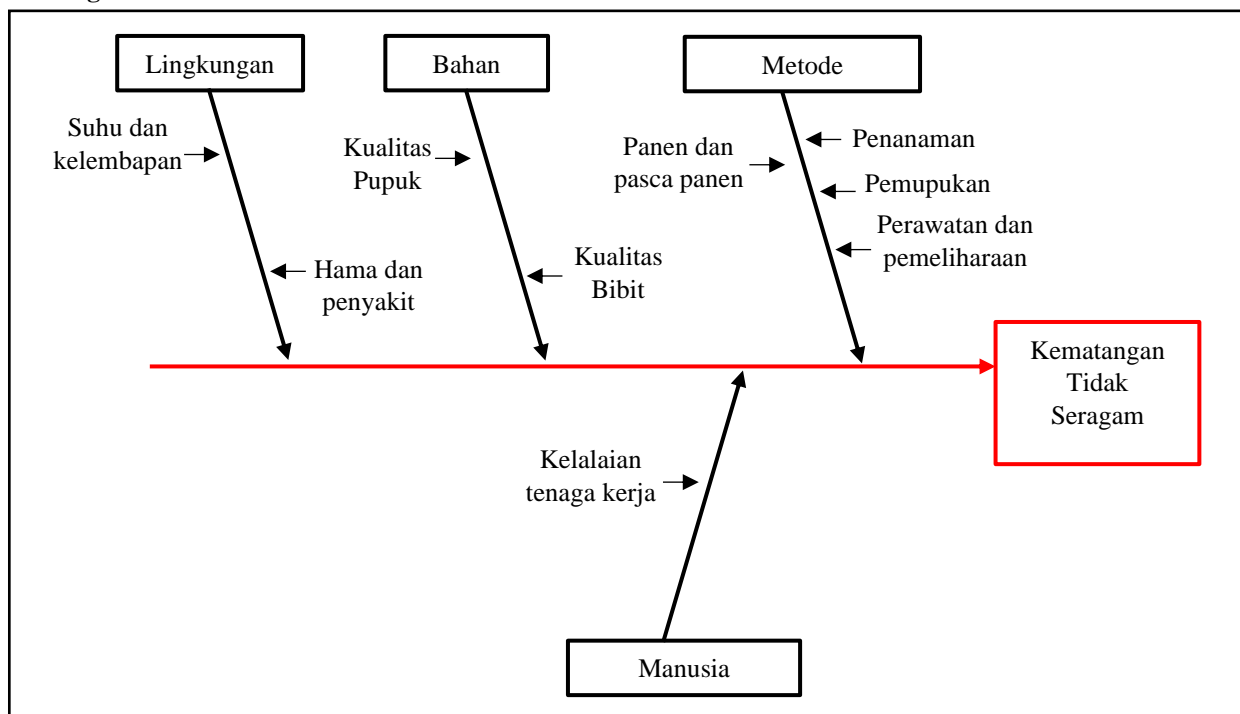 Lingkungan
Bahan
Metode
Suhu dan
kelembapan
Hama dan
penyakit
Kualitas
Pupuk
Kualitas
Bibit
Panen dan
pasca panen
Penanaman
Pemupukan
Perawatan dan
pemeliharaan
Kematangan
Tidak
Seragam
Kelalaian
tenaga kerja
Manusia